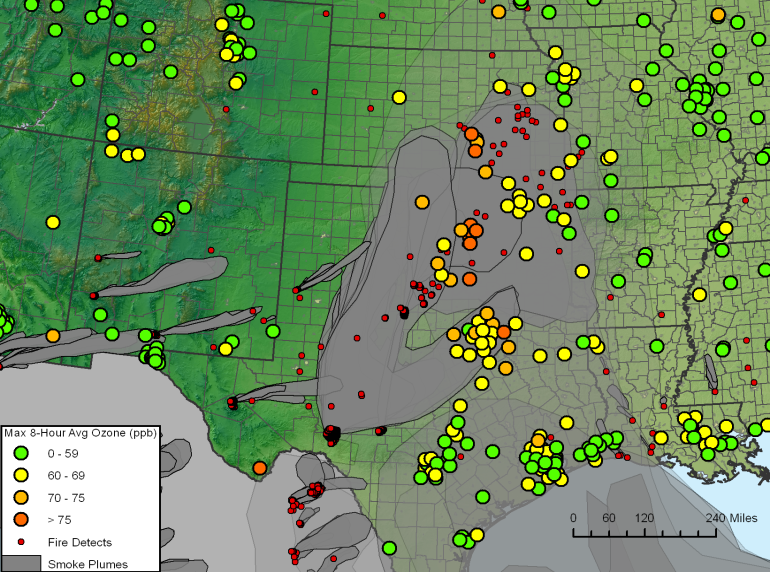 Max 8-Hour Avg Ozone (ppb)
0 - 59
60 - 69
70 - 75
> 75
Fire Detects
Smoke Plumes
0 60 120 240 Miles